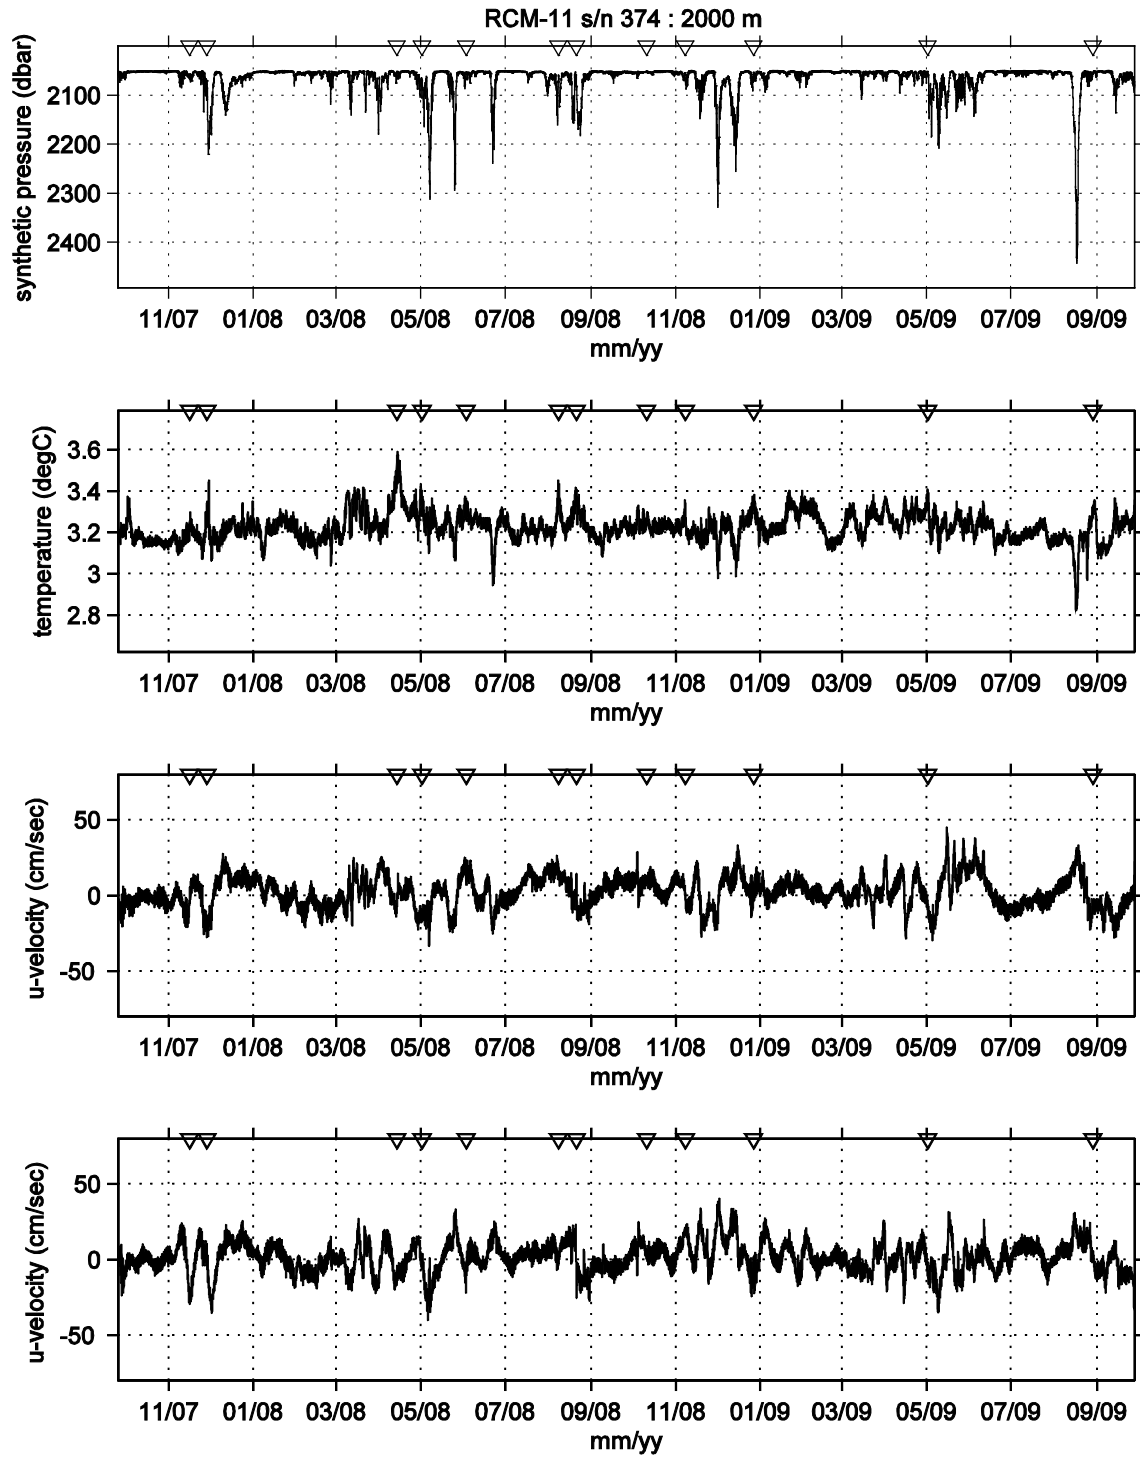 RCM-11 s/n 374 : 2000 m
synthetic pressure (dbar)
2100
2200
2300
2400
11/07 01/08 03/08 05/08 07/08 09/08 11/08 01/09 03/09 05/09 07/09 09/09
mm/yy
temperature (degC)
3.6
3.4
3.2
3
2.8
11/07 01/08 03/08 05/08 07/08 09/08 11/08 01/09 03/09 05/09 07/09 09/09
mm/yy
u-velocity (cm/sec)
50
0
-50
11/07 01/08 03/08 05/08 07/08 09/08 11/08 01/09 03/09 05/09 07/09 09/09
mm/yy
u-velocity (cm/sec)
50
0
-50
11/07 01/08 03/08 05/08 07/08 09/08 11/08 01/09 03/09 05/09 07/09 09/09
mm/yy